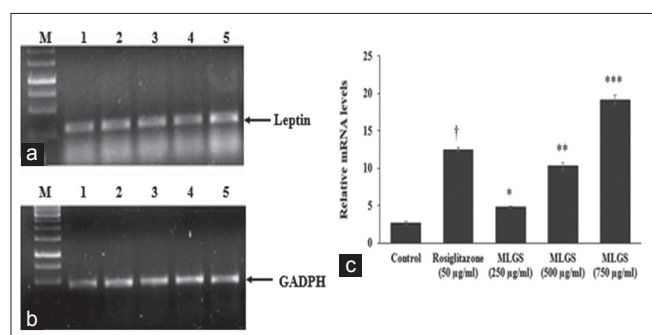 M 1 2 3 4 5
Leptin
a
M 1 2 3 4 5
GADPH
b
Relative mRNA levels
25
20
15
10
5
0
†
*
**
***
Control
Rosiglitazone (50 µg/ml)
MLGS (250 µg/ml)
MLGS (500 µg/ml)
MLGS (750 µg/ml)
c